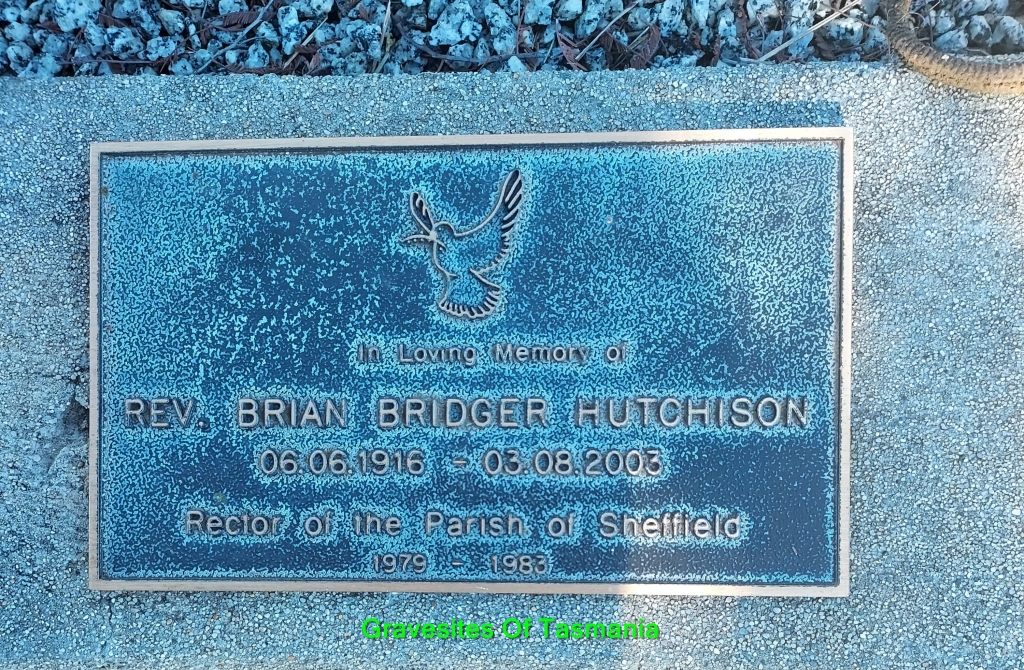 In Loving Memory of
REV. BRIAN BRIDGER HUTCHISON
06.06.1916 - 03.08.2003
Rector of the Parish of Sheffield
1979 - 1983
Gravesites Of Tasmania